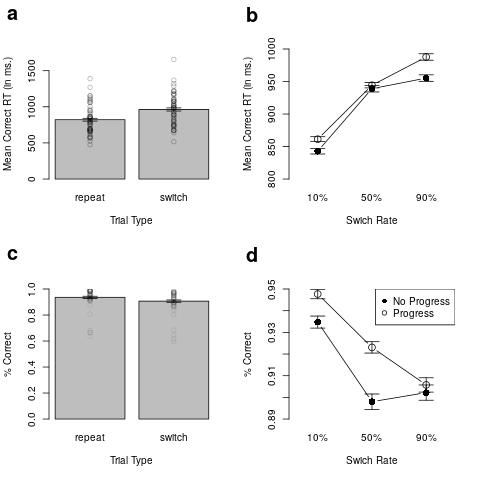 a
Mean Correct RT (in ms.)
1500
1000
500
0
repeat
switch
Trial Type
b
Mean Correct RT (in ms.)
1000
950
900
850
800
10%
50%
90%
Swich Rate
c
% Correct
1.0
0.8
0.6
0.4
0.2
0.0
repeat
switch
Trial Type
d
% Correct
0.95
0.93
0.91
0.89
No Progress
Progress
10%
50%
90%
Swich Rate